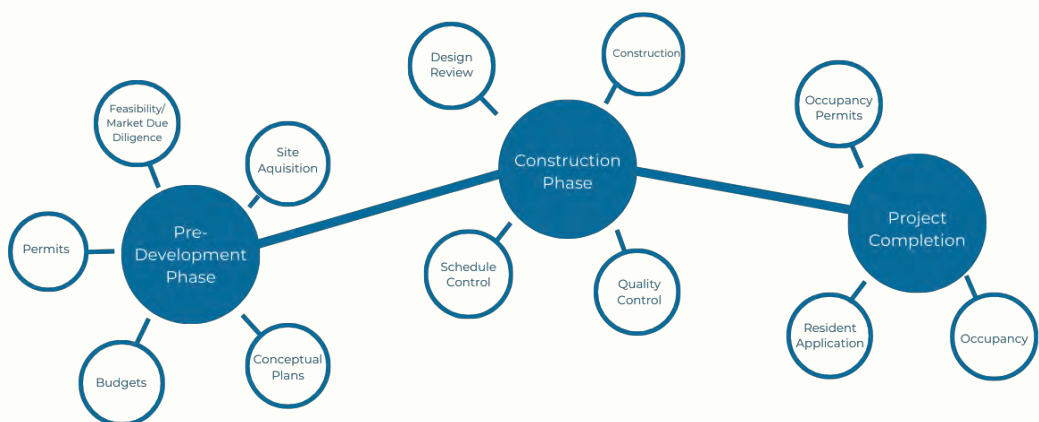 Feasibility/
Market Due
Diligence
Site
Aquisition
Permits
Pre-
Development
Phase
Budgets
Conceptual
Plans
Design
Review
Construction
Construction
Phase
Schedule
Control
Quality
Control
Occupancy
Permits
Project
Completion
Resident
Application
Occupancy